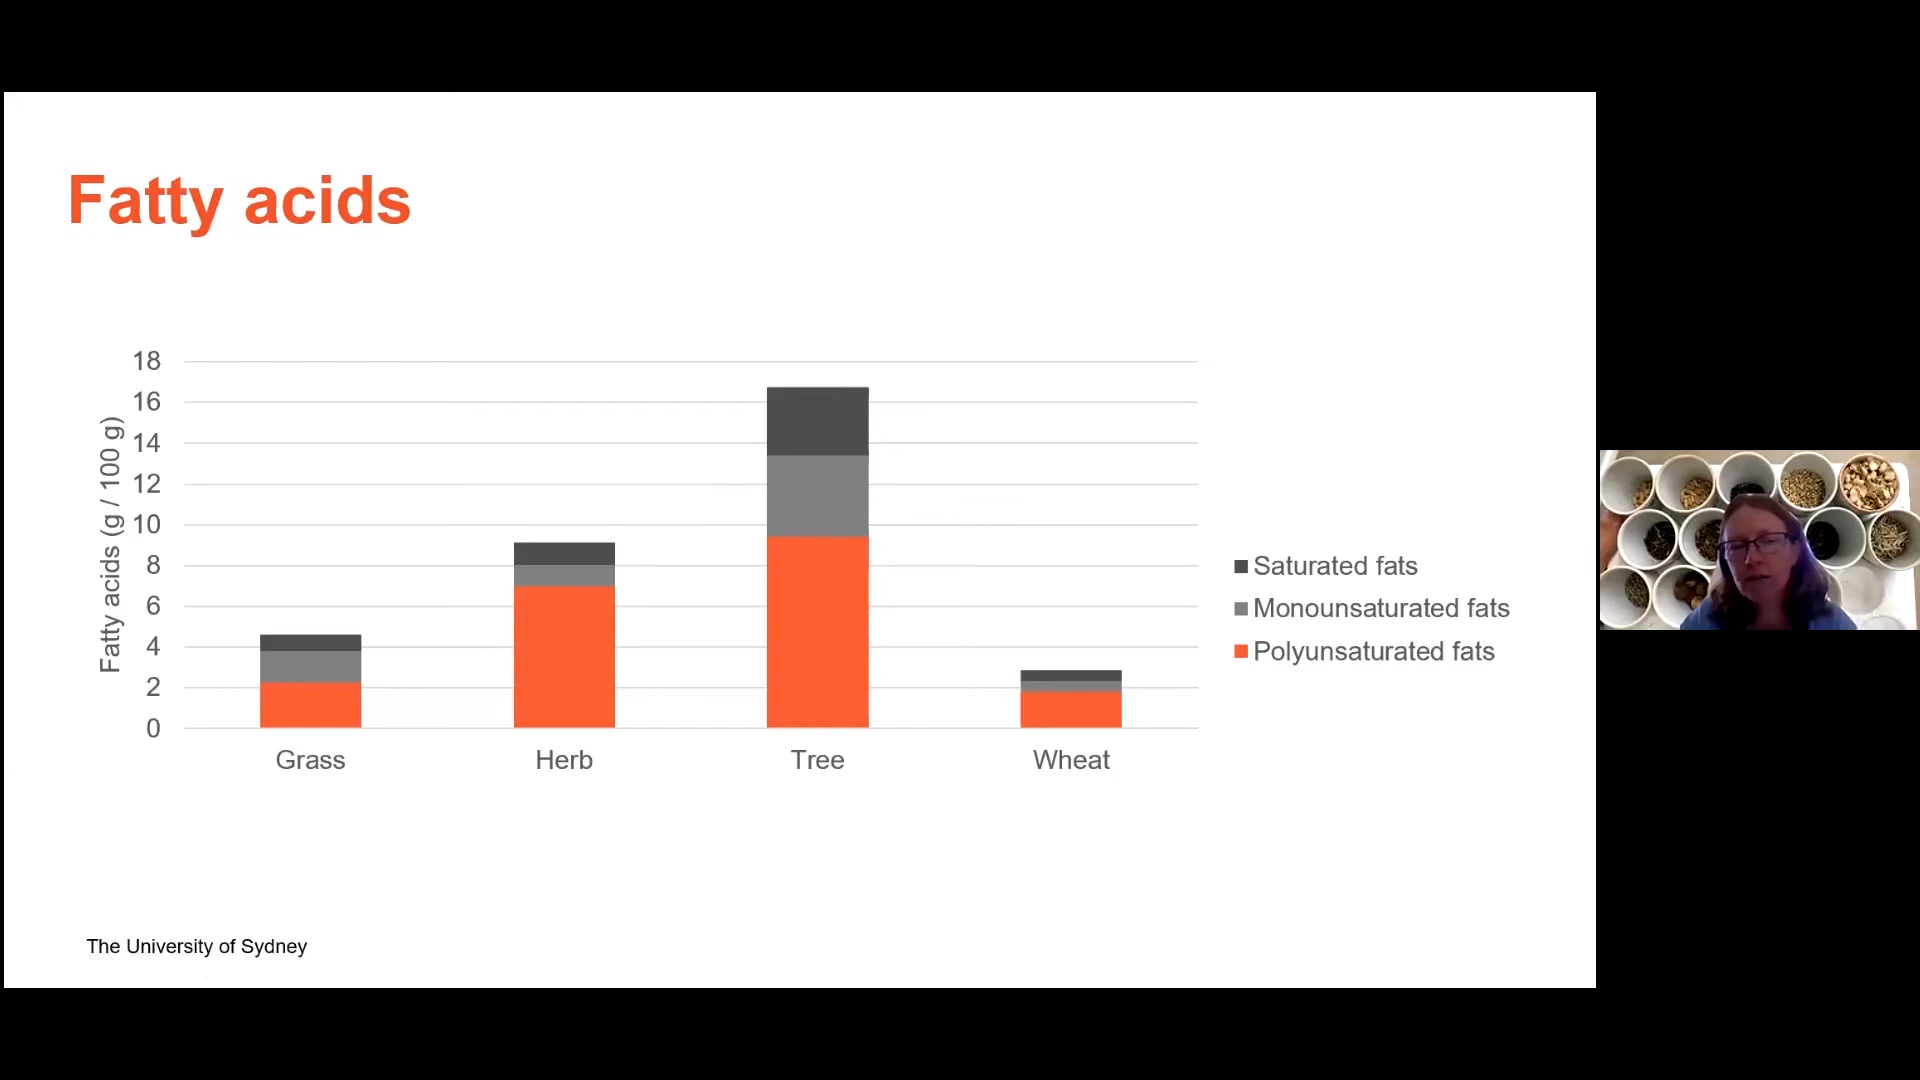 Fatty acids
Fatty acids (g / 100 g)
18
16
14
12
10
8
6
4
2
0
Grass
Herb
Tree
Wheat
Saturated fats
Monounsaturated fats
Polyunsaturated fats
The University of Sydney